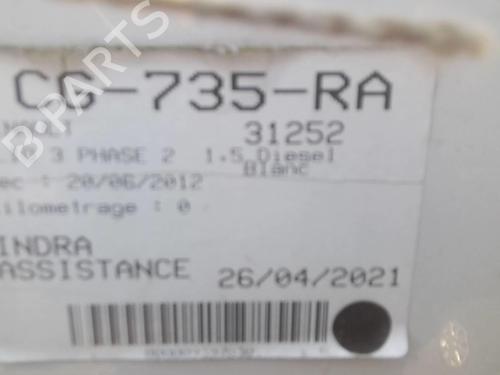 CG-735-RA
31252
3 PHASE 2 1.5 Diesel
Blanc
ec : 20/06/2012
ilometrage : 0
INDRA
ASSISTANCE 26/04/2021